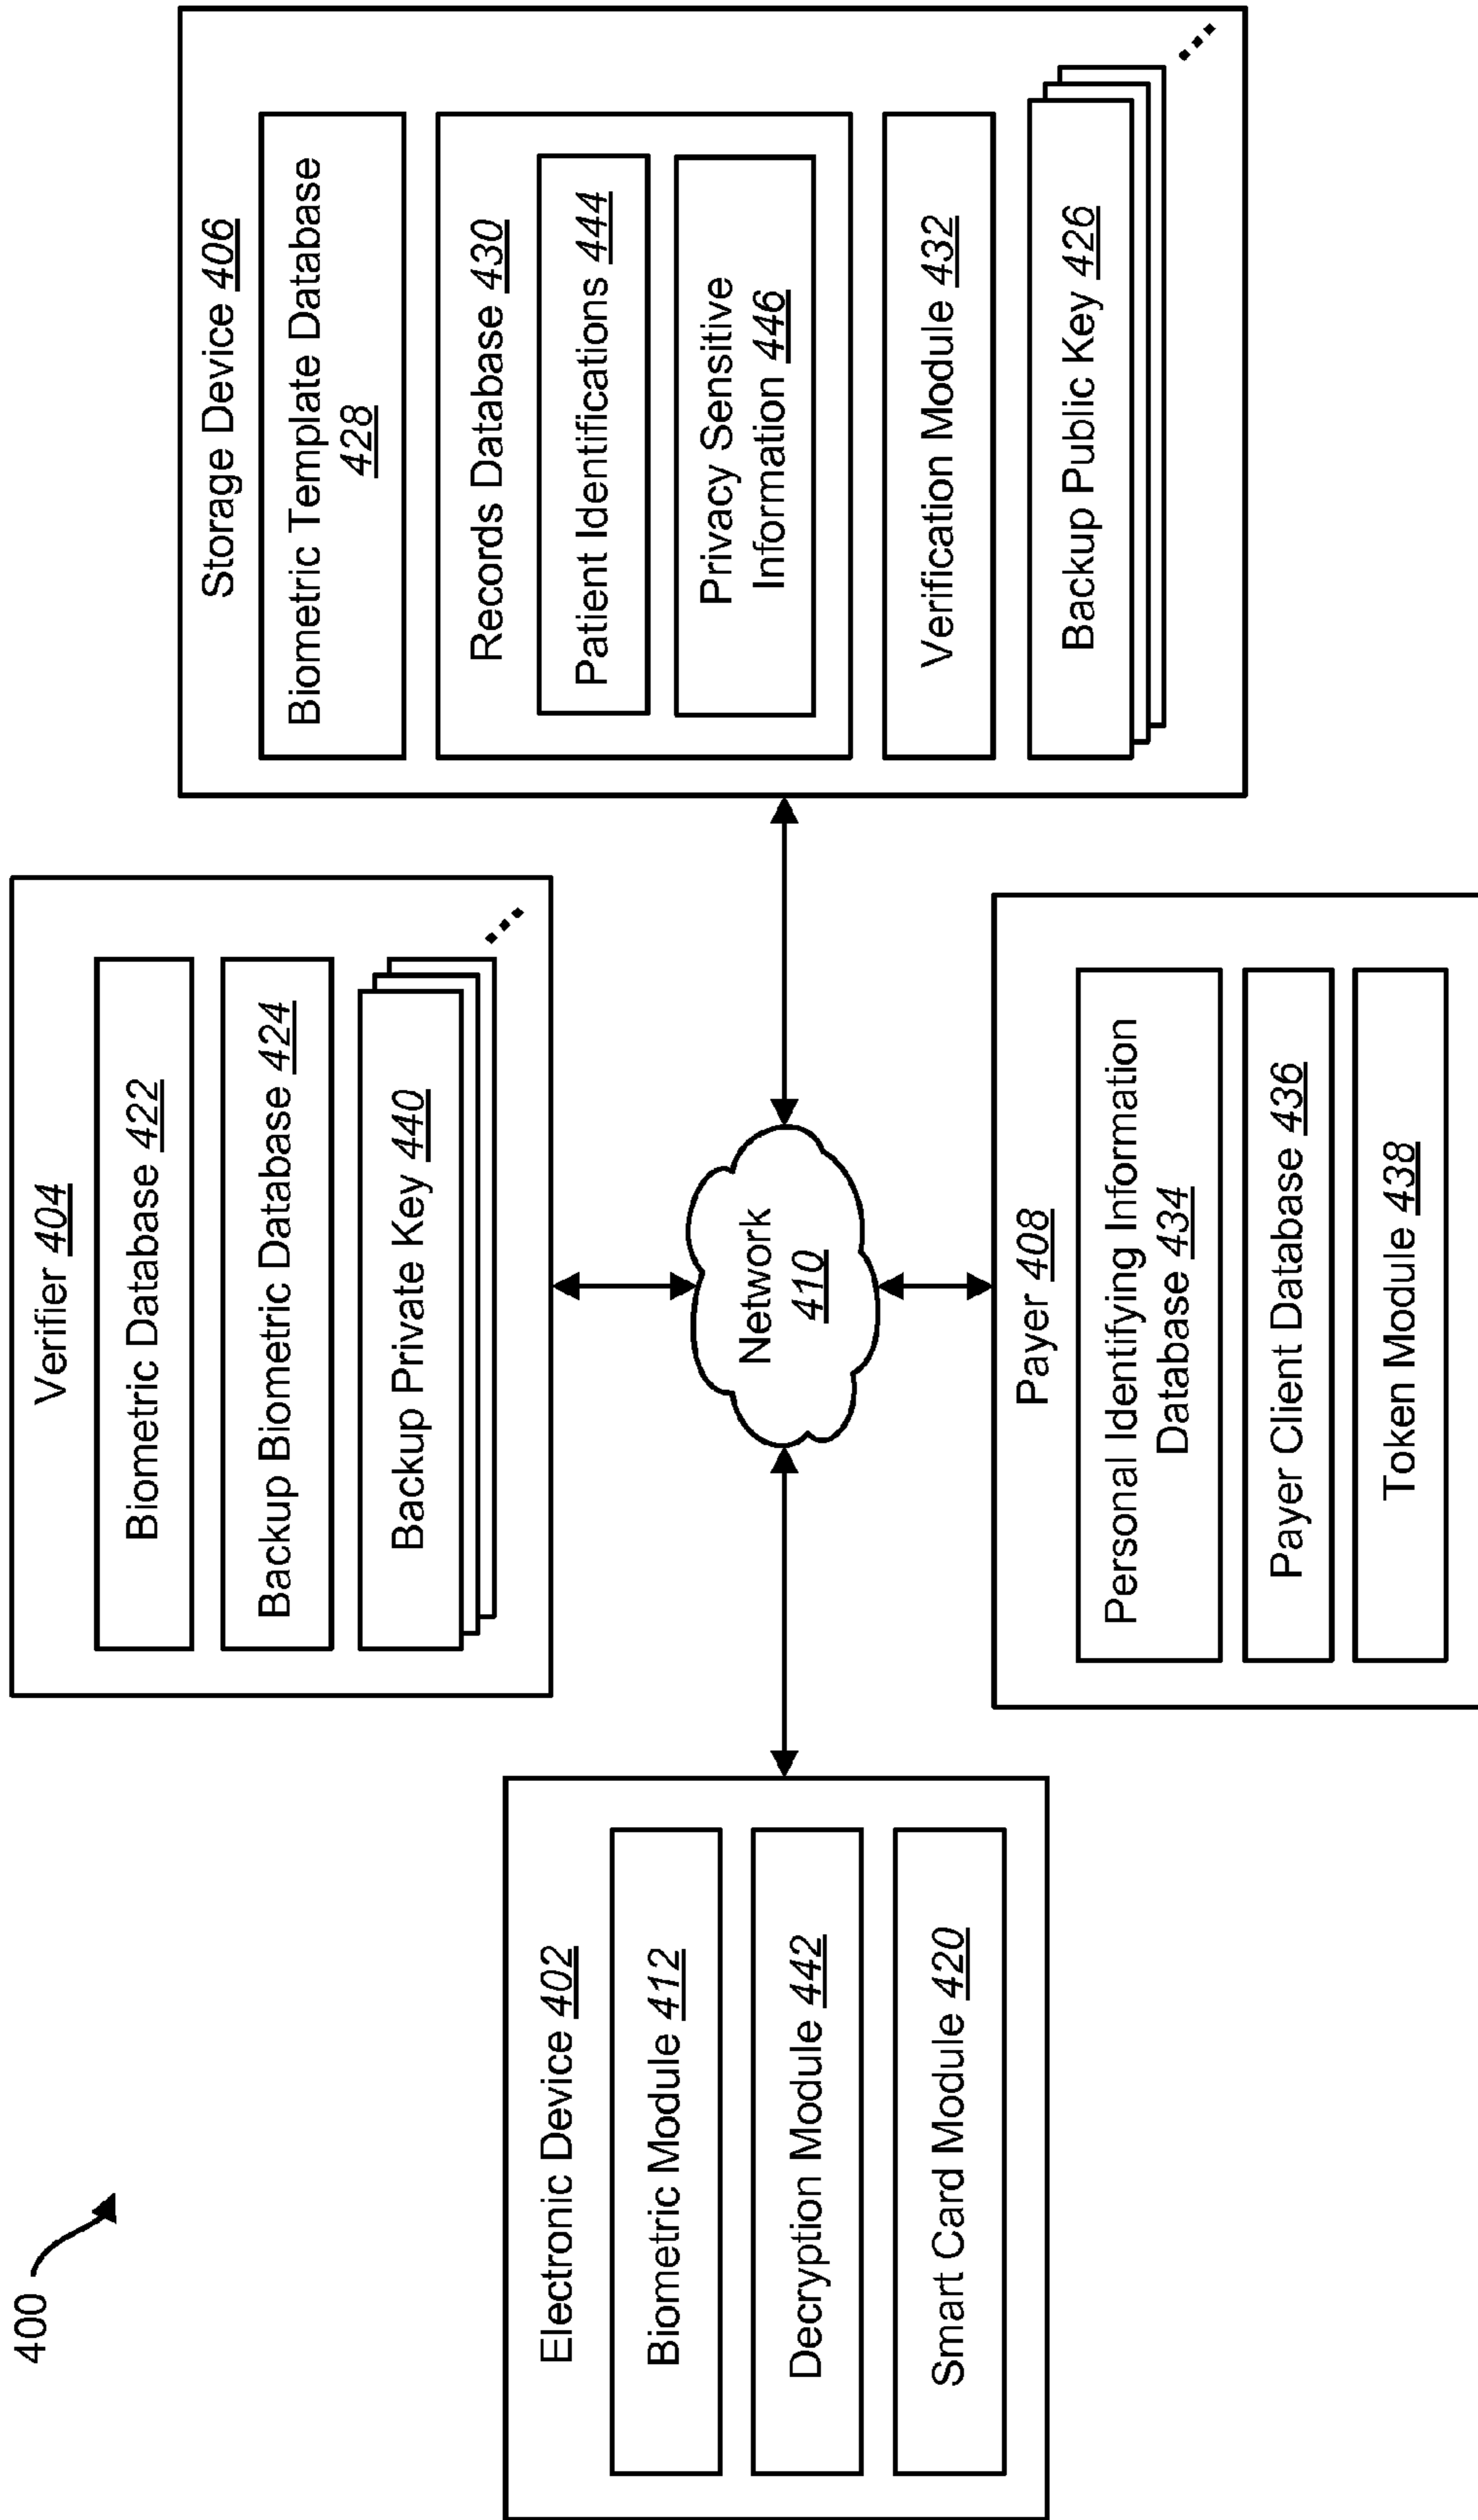 400
Verifier 404
Biometric Database 422
Backup Biometric Database 424
Backup Private Key 440
Storage Device 406
Biometric Template Database
428
Records Database 430
Patient Identifications 444
Privacy Sensitive
Information 446
Verification Module 432
Backup Public Key 426
Electronic Device 402
Biometric Module 412
Decryption Module 442
Smart Card Module 420
Network
410
Payer 408
Personal Identifying Information
Database 434
Payer Client Database 436
Token Module 438